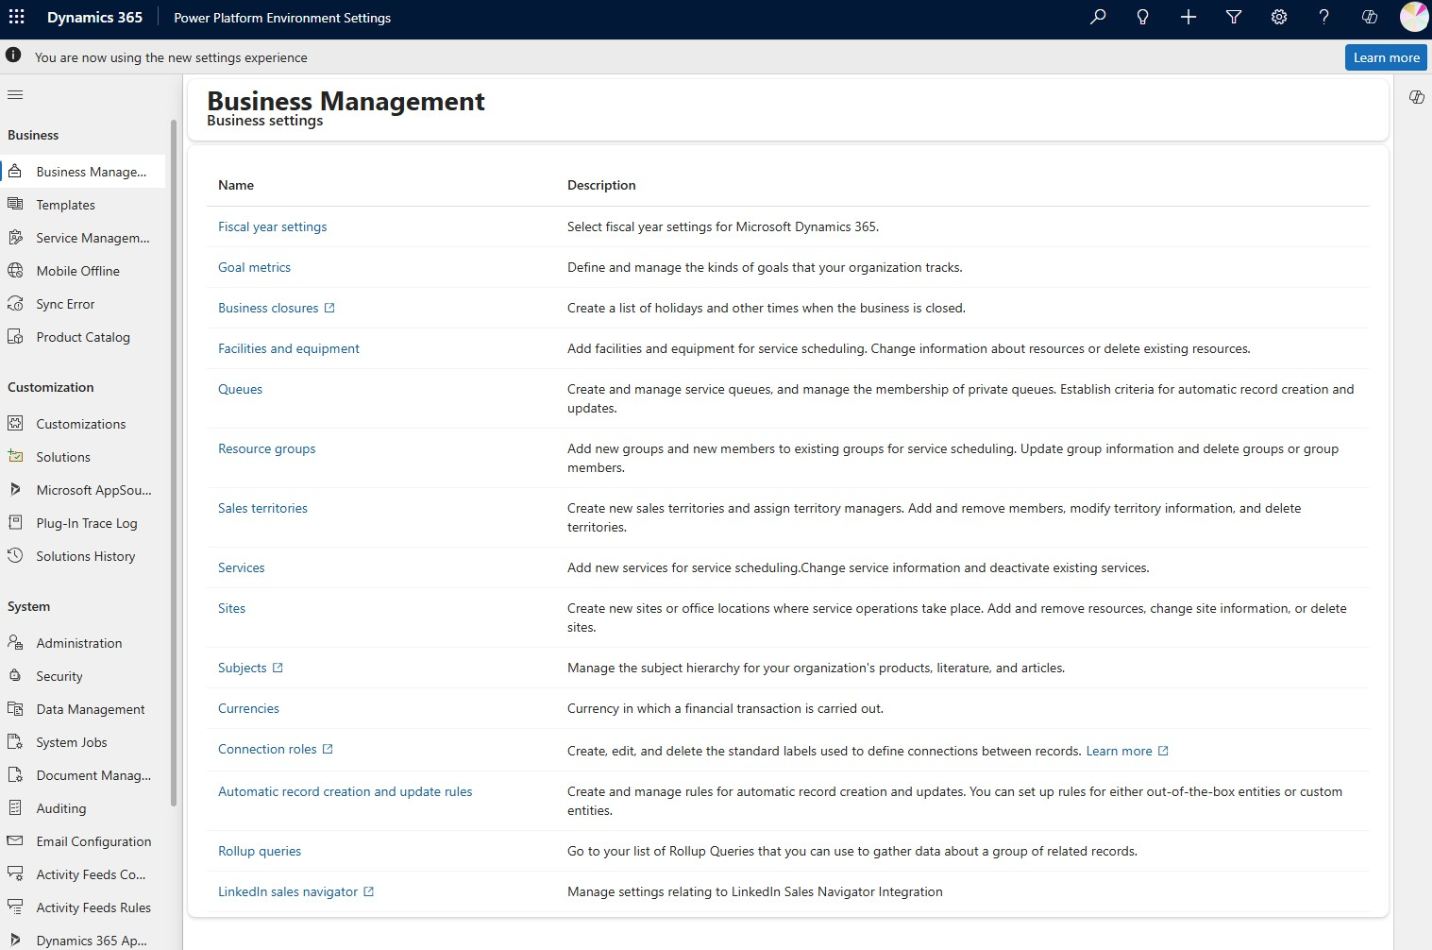 Dynamics 365
Power Platform Environment Settings
You are now using the new settings experience
Learn more
Business
Business Manage...
Templates
Service Managem...
Mobile Offline
Sync Error
Product Catalog
Customization
Customizations
Solutions
Microsoft AppSou...
Plug-In Trace Log
Solutions History
System
Administration
Security
Data Management
System Jobs
Document Manag...
Auditing
Email Configuration
Activity Feeds Co...
Activity Feeds Rules
Dynamics 365 Ap...
Business Management
Business settings
Name Description
Fiscal year settings Select fiscal year settings for Microsoft Dynamics 365.
Goal metrics Define and manage the kinds of goals that your organization tracks.
Business closures Create a list of holidays and other times when the business is closed.
Facilities and equipment Add facilities and equipment for service scheduling. Change information about resources or delete existing resources.
Queues Create and manage service queues, and manage the membership of private queues. Establish criteria for automatic record creation and
updates.
Resource groups Add new groups and new members to existing groups for service scheduling. Update group information and delete groups or group
members.
Sales territories Create new sales territories and assign territory managers. Add and remove members, modify territory information, and delete
territories.
Services Add new services for service scheduling.Change service information and deactivate existing services.
Sites Create new sites or office locations where service operations take place. Add and remove resources, change site information, or delete
sites.
Subjects Manage the subject hierarchy for your organization's products, literature, and articles.
Currencies Currency in which a financial transaction is carried out.
Connection roles Create, edit, and delete the standard labels used to define connections between records. Learn more
Automatic record creation and update rules Create and manage rules for automatic record creation and updates. You can set up rules for either out-of-the-box entities or custom
entities.
Rollup queries Go to your list of Rollup Queries that you can use to gather data about a group of related records.
LinkedIn sales navigator Manage settings relating to LinkedIn Sales Navigator Integration